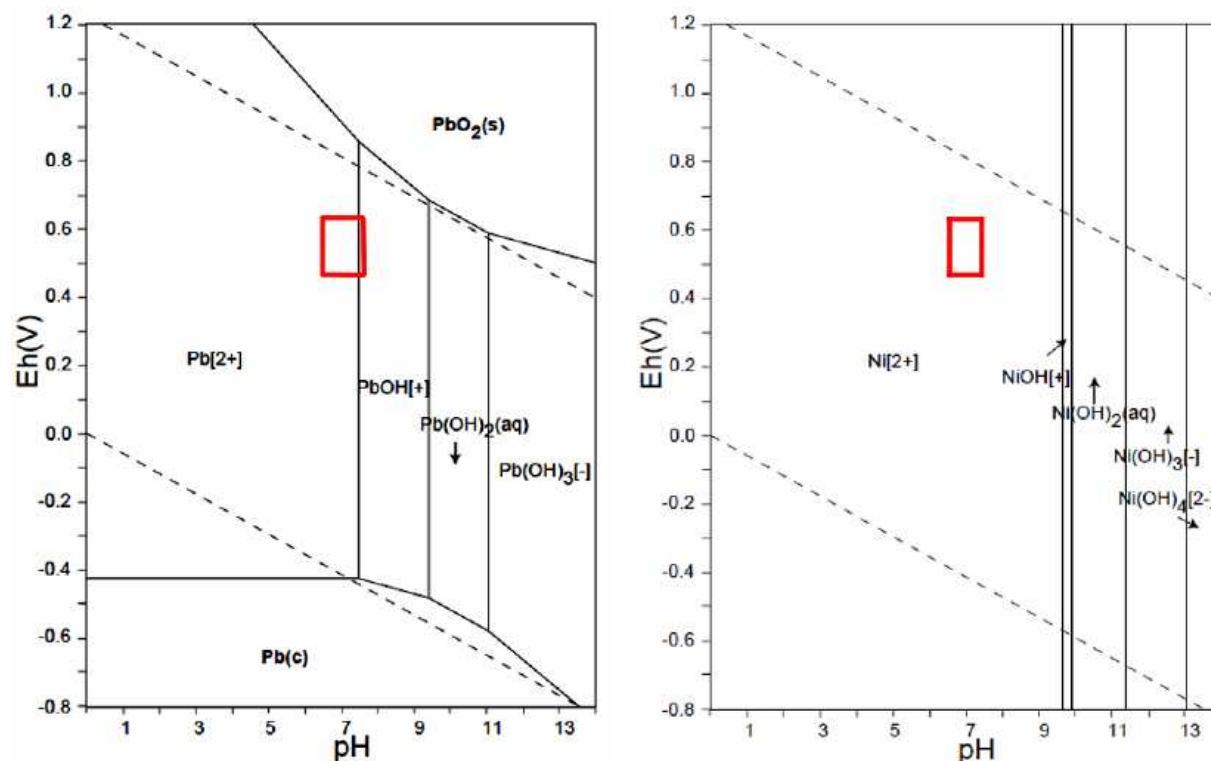 1.2
1.0
0.8
0.6
0.4
0.2
0.0
-0.2
-0.4
-0.6
-0.8
Eh(V)
PbO2(s)
Pb[2+]
PbOH[+]
Pb(OH)2(aq)
Pb(OH)3[-]
Pb(c)
1 3 5 7 9 11 13
pH
1.2
1.0
0.8
0.6
0.4
0.2
0.0
-0.2
-0.4
-0.6
-0.8
Eh(V)
Ni[2+]
NiOH[+]
Ni(OH)2(aq)
Ni(OH)3[-]
Ni(OH)4[2-]
1 3 5 7 9 11 13
pH